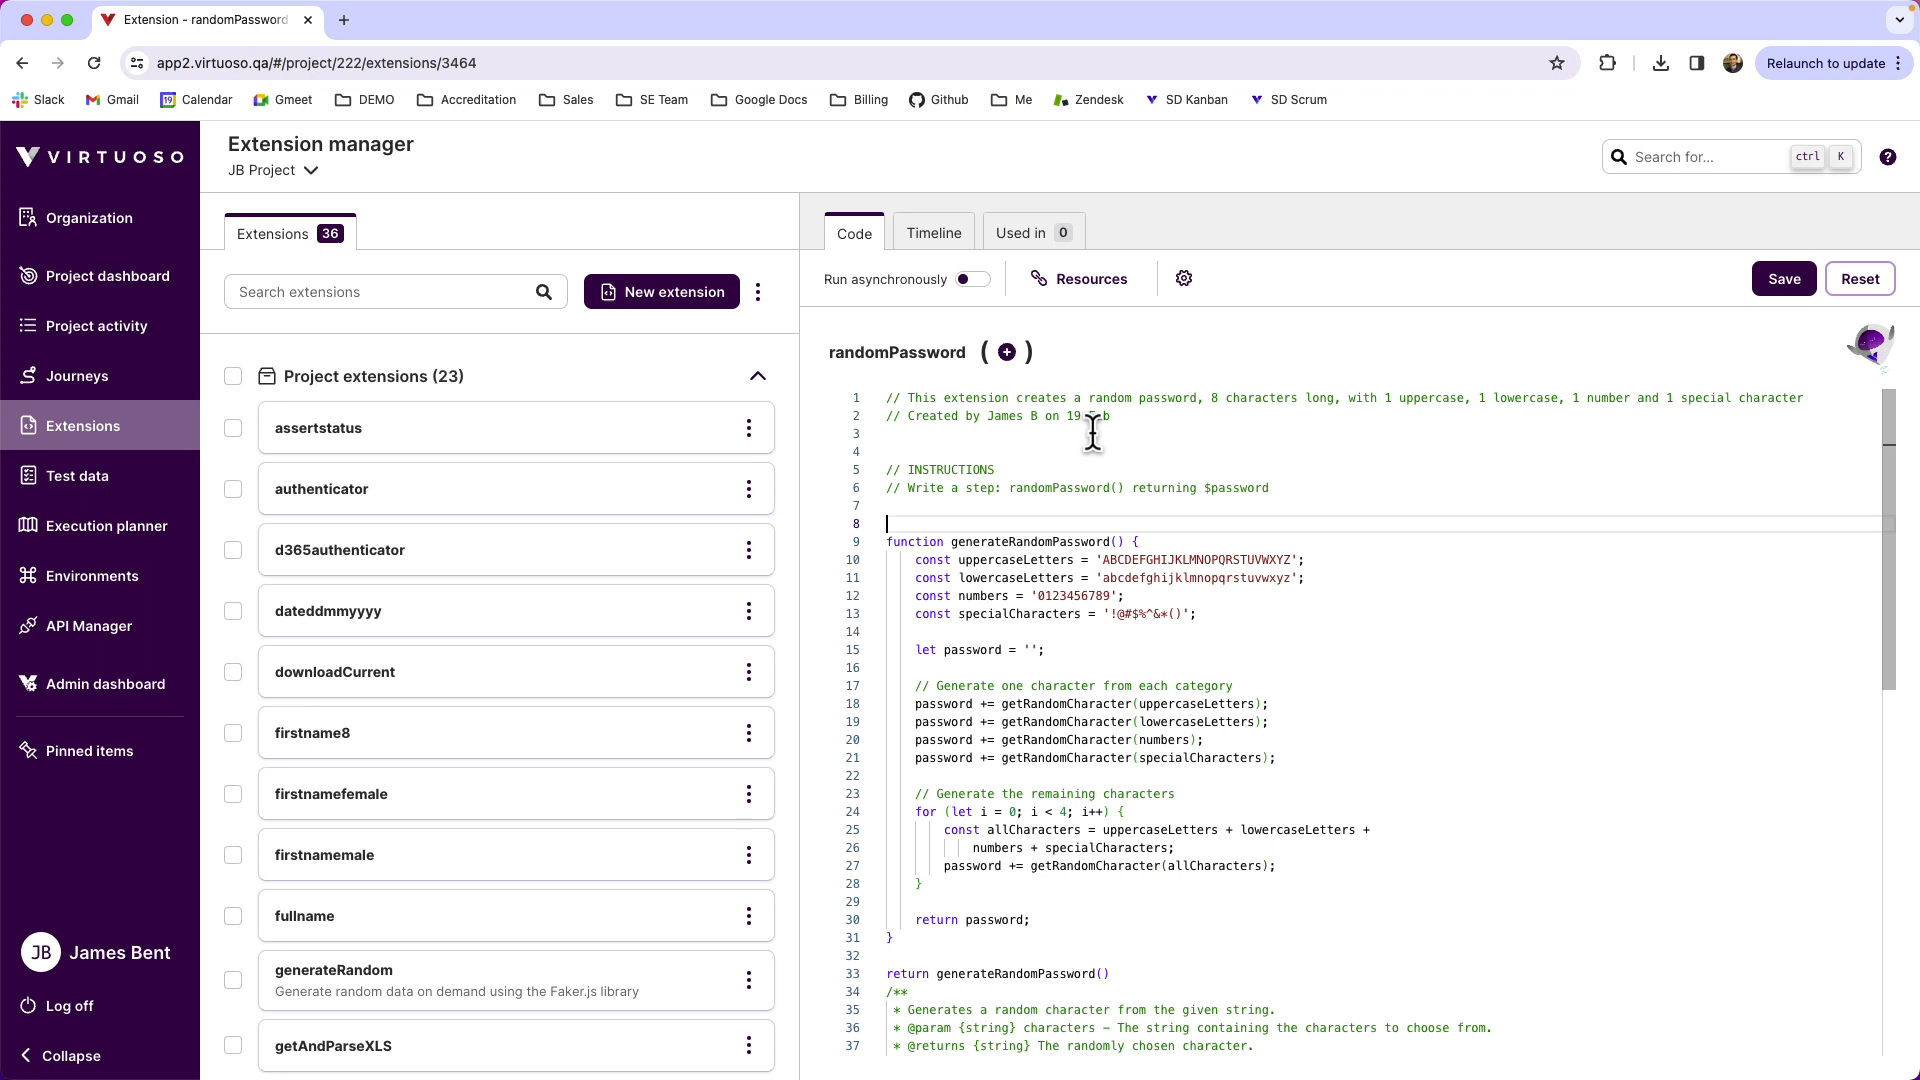 Extension - randomPassword
app2.virtuoso.qa/#/project/222/extensions/3464
Relaunch to update
Slack
Gmail
Calendar
Gmeet
DEMO
Accreditation
Sales
SE Team
Google Docs
Billing
Github
Me
Zendesk
SD Kanban
SD Scrum
VIRTUOSO
Organization
Project dashboard
Project activity
Journeys
Extensions
Test data
Execution planner
Environments
API Manager
Admin dashboard
Pinned items
JB James Bent
Log off
Collapse
Extension manager
JB Project
Search for...
ctrl K
Extensions 36
Search extensions
New extension
Project extensions (23)
assertstatus
authenticator
d365authenticator
dateddmmyyyy
downloadCurrent
firstname8
firstnamefemale
firstnamemale
fullname
generateRandom
Generate random data on demand using the Faker.js library
getAndParseXLS
Code
Timeline
Used in 0
Run asynchronously
Resources
Save
Reset
randomPassword ( + )
1 // This extension creates a random password, 8 characters long, with 1 uppercase, 1 lowercase, 1 number and 1 special character
2 // Created by James B on 19
3
4
5 // INSTRUCTIONS
6 // Write a step: randomPassword() returning $password
7
8
9 function generateRandomPassword() {
10 const uppercaseLetters = 'ABCDEFGHIJKLMNOPQRSTUVWXYZ';
11 const lowercaseLetters = 'abcdefghijklmnopqrstuvwxyz';
12 const numbers = '0123456789';
13 const specialCharacters = '!@#$%^&*()';
14
15 let password = '';
16
17 // Generate one character from each category
18 password += getRandomCharacter(uppercaseLetters);
19 password += getRandomCharacter(lowercaseLetters);
20 password += getRandomCharacter(numbers);
21 password += getRandomCharacter(specialCharacters);
22
23 // Generate the remaining characters
24 for (let i = 0; i < 4; i++) {
25 const allCharacters = uppercaseLetters + lowercaseLetters +
26 numbers + specialCharacters;
27 password += getRandomCharacter(allCharacters);
28 }
29
30 return password;
31 }
32
33 return generateRandomPassword()
34 /**
35 * Generates a random character from the given string.
36 * @param {string} characters - The string containing the characters to choose from.
37 * @returns {string} The randomly chosen character.